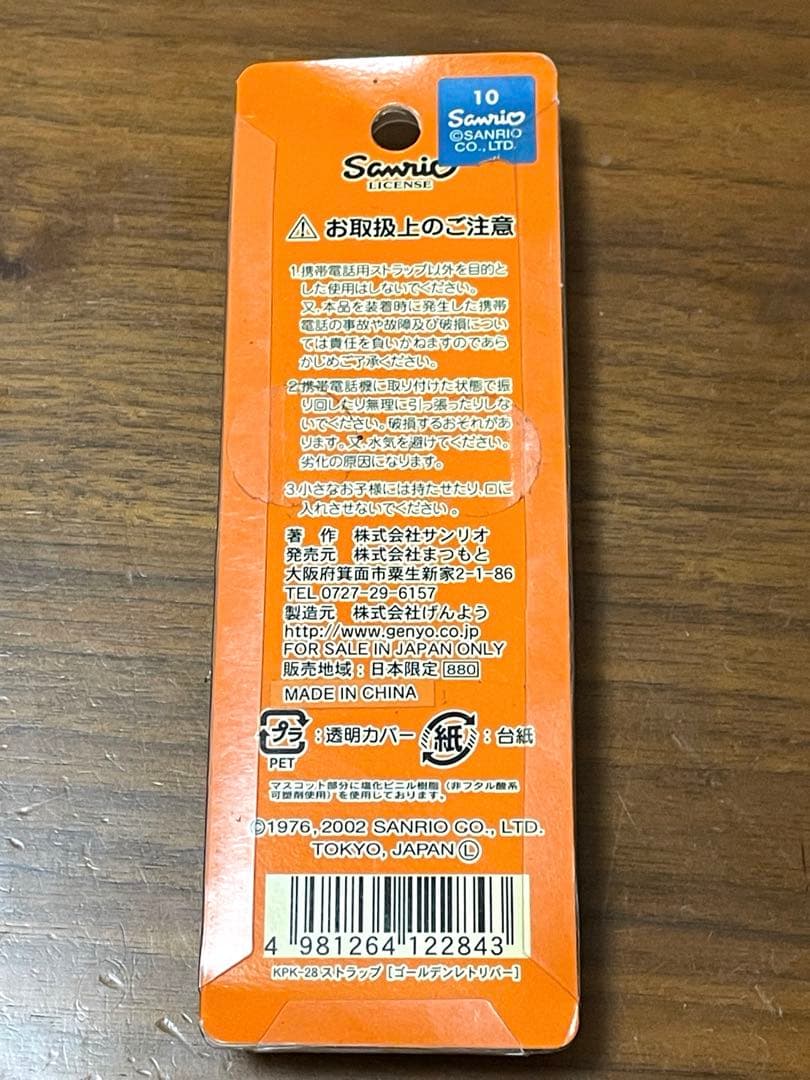 10
Sanrio
©SANRIO
CO., LTD.
Sanrio
LICENSE
⚠ お取扱上のご注意
1.携帯電話用ストラップ以外を目的と
した使用はしないでください。
又、本品を装着時に発生した携帯
電話の事故や故障及び破損につい
ては責任を負いかねますのであら
かじめご了承ください。
2.携帯電話機に取り付けた状態で振
り回したり無理に引っ張ったりしな
いでください。破損するおそれがあ
ります。又、水気を避けてください。
劣化の原因になります。
3.小さなお子様には持たせたり、口に
入れさせないでください。
著 作 株式会社サンリオ
発売元 株式会社まつもと
大阪府箕面市粟生新家2-1-86
TEL 0727-29-6157
製造元 株式会社げんよう
http://www.genyo.co.jp
FOR SALE IN JAPAN ONLY
販売地域:日本限定 880
MADE IN CHINA
プラ:透明カバー 紙:台紙
PET
マスコット部分に塩化ビニル樹脂(非フタル酸系
可塑剤使用)を使用しております。
©1976, 2002 SANRIO CO., LTD.
TOKYO, JAPAN Ⓛ
4 981264 122843
KPK-28 ストラップ [ゴールデンレトリバー]